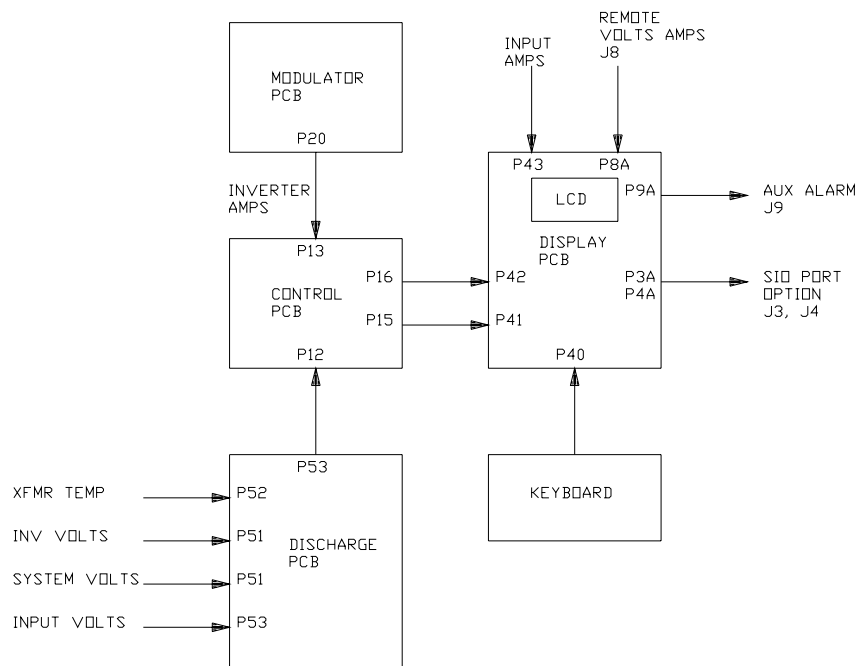 MODULATOR
PCB
P20
INPUT
AMPS
REMOTE
VOLTS AMPS
J8
INVERTER
AMPS
P13
P16
CONTROL
PCB
P15
P12
P43
P8A
P9A
LCD
DISPLAY
PCB
P42
P3A
P4A
P41
P40
AUX ALARM
J9
SIO PORT
OPTION
J3, J4
P53
XFMR TEMP
P52
INV VOLTS
P51
DISCHARGE
PCB
SYSTEM VOLTS
P51
INPUT VOLTS
P53
KEYBOARD